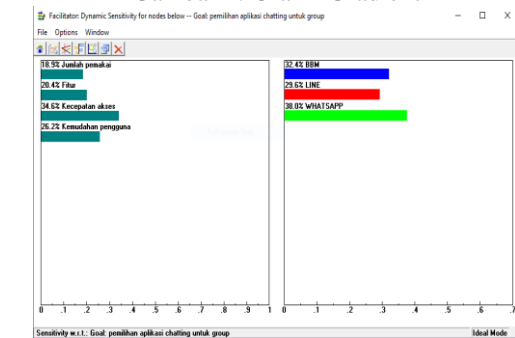 Facilitator: Dynamic Sensitivity for nodes below -- Goal: pemilihan aplikasi chatting untuk group
File Options Window
18.9% Jumlah pemakai
20.4% Fitur
34.6% Kecepatan akses
26.2% Kemudahan pengguna
0 .1 .2 .3 .4 .5 .6 .7 .8 .9 1
32.4% BBM
29.6% LINE
38.0% WHATSAPP
0 .1 .2 .3 .4 .5 .6 .7
Sensitivity w.r.t.: Goal: pemilihan aplikasi chatting untuk group
Ideal Mode